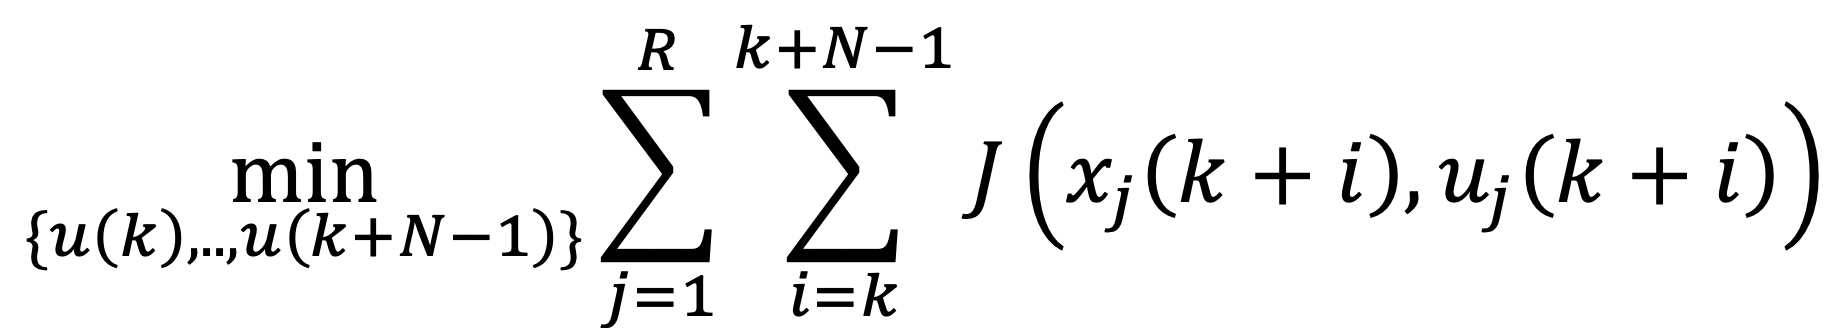 \min_{\{u(k),..,u(k+N-1)\}} \sum_{j=1}^{R} \sum_{i=k}^{k+N-1} J\left(x_j(k+i), u_j(k+i)\right)